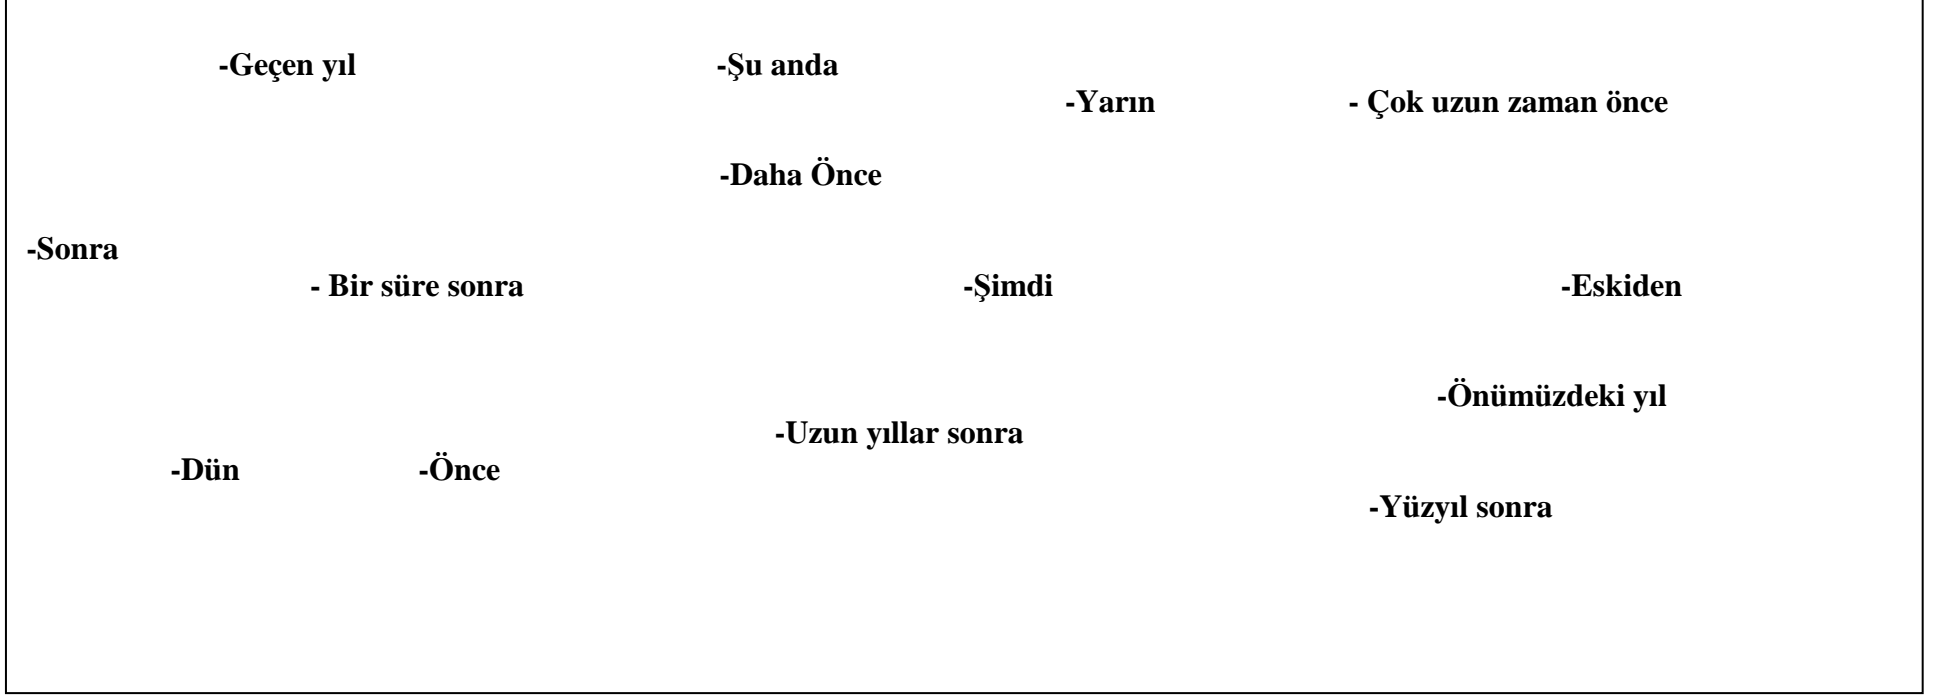 -Geçen yıl -Şu anda
-Yarın - Çok uzun zaman önce
-Daha Önce
-Sonra
- Bir süre sonra -Şimdi -Eskiden
-Önümüzdeki yıl
-Uzun yıllar sonra
-Dün -Önce
-Yüzyıl sonra